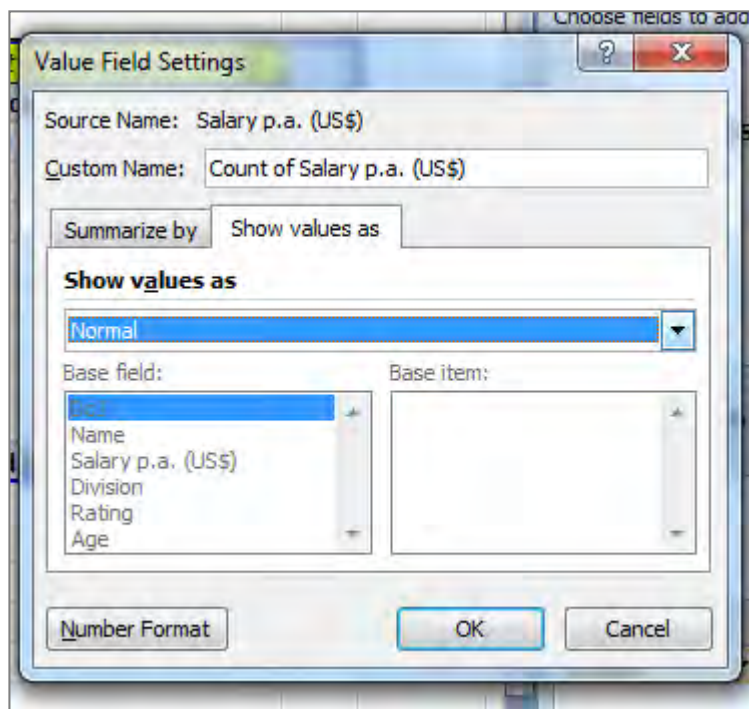 Choose fields to add
Value Field Settings
Source Name: Salary p.a. (US$)
Custom Name: Count of Salary p.a. (US$)
Summarize by Show values as
Show values as
Normal
Base field: Base item:
Name
Salary p.a. (US$)
Division
Rating
Age
Number Format OK Cancel